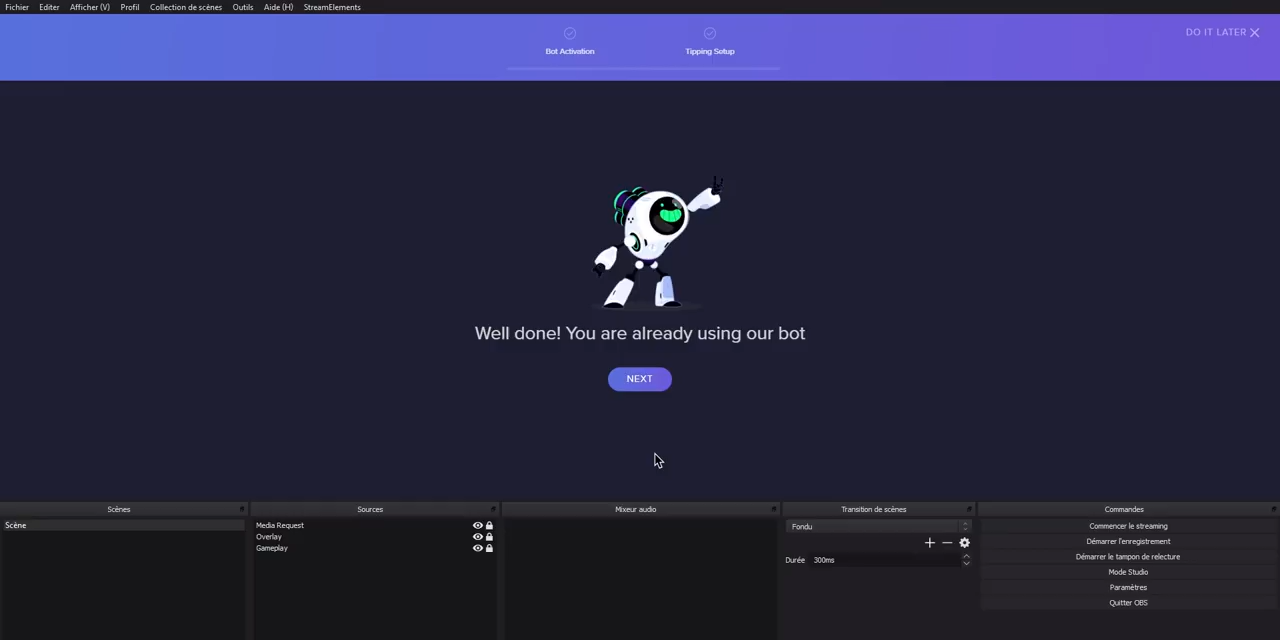 Fichier Editer Afficher (V) Profil Collection de scènes Outils Aide (H) StreamElements
Bot Activation Tipping Setup DO IT LATER
Well done! You are already using our bot
NEXT
Scènes Sources Mixeur audio Transition de scènes Commandes
Scène Media Request Fondu Commencer le streaming
Overlay Démarrer l'enregistrement
Gameplay Démarrer le tampon de relecture
Durée 300ms
Mode Studio
Paramètres
Quitter OBS